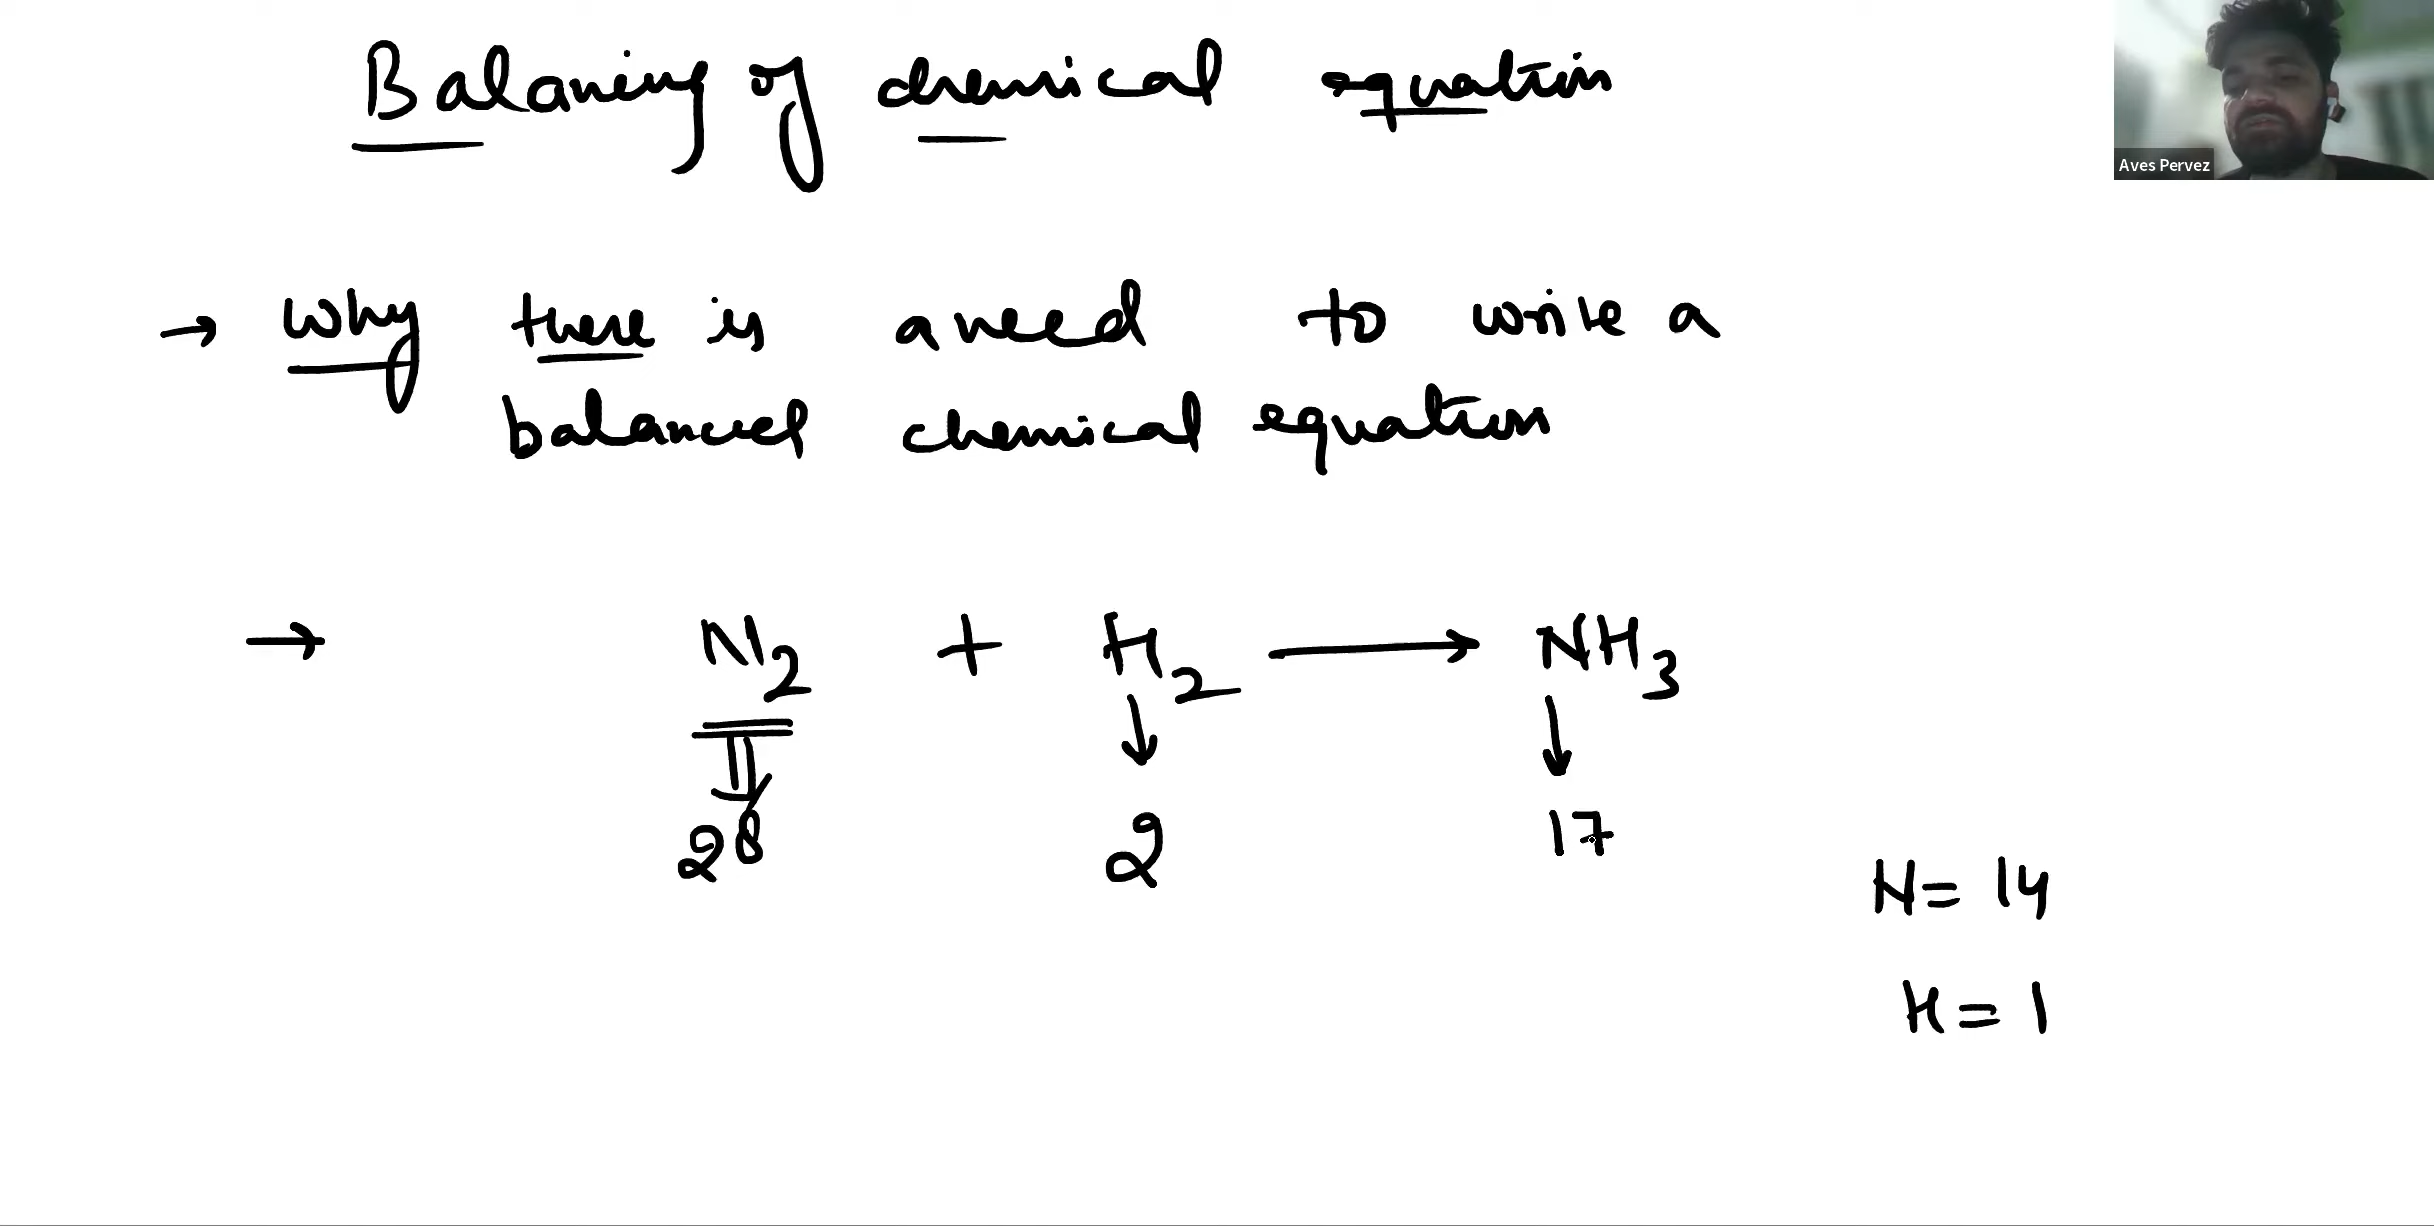 Balancing of chemical equation
Aves Pervez
→ Why there is a need to write a
balanced chemical equation
→ N2 + H2 → NH3
28 2 17
N = 14
H = 1